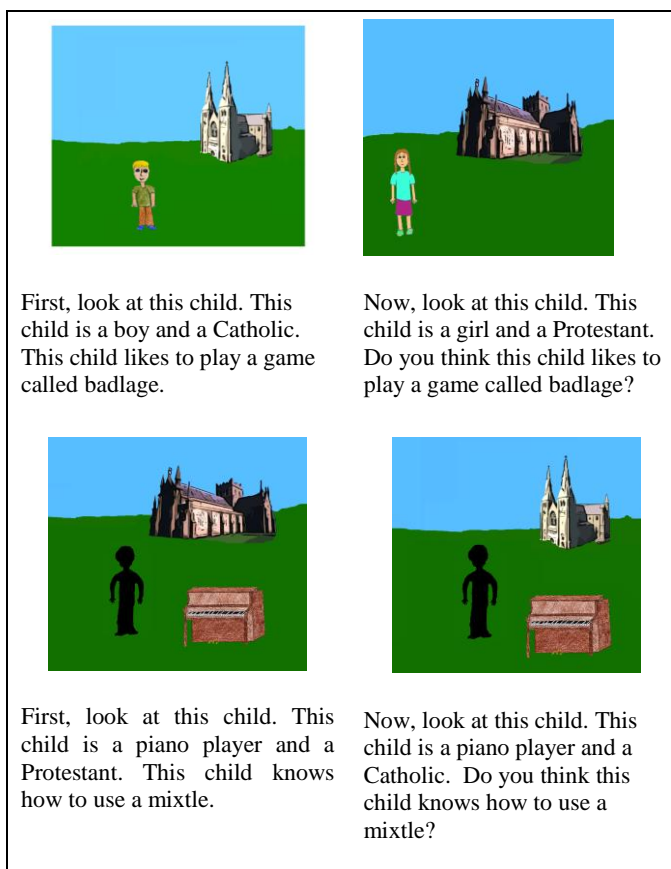 First, look at this child. This
child is a boy and a Catholic.
This child likes to play a game
called badlage.
Now, look at this child. This
child is a girl and a Protestant.
Do you think this child likes to
play a game called badlage?
First, look at this child. This
child is a piano player and a
Protestant. This child knows
how to use a mixtle.
Now, look at this child. This
child is a piano player and a
Catholic. Do you think this
child knows how to use a
mixtle?